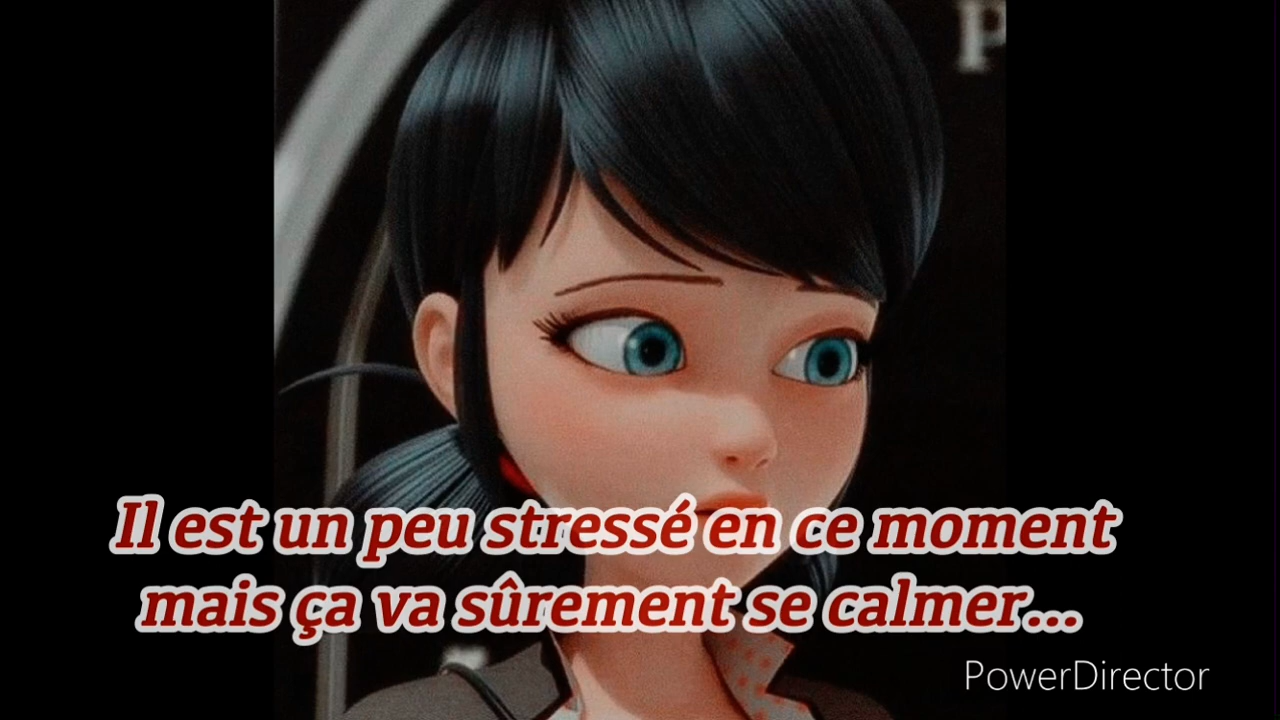 P
Il est un peu stressé en ce moment
mais ça va sûrement se calmer...
PowerDirector